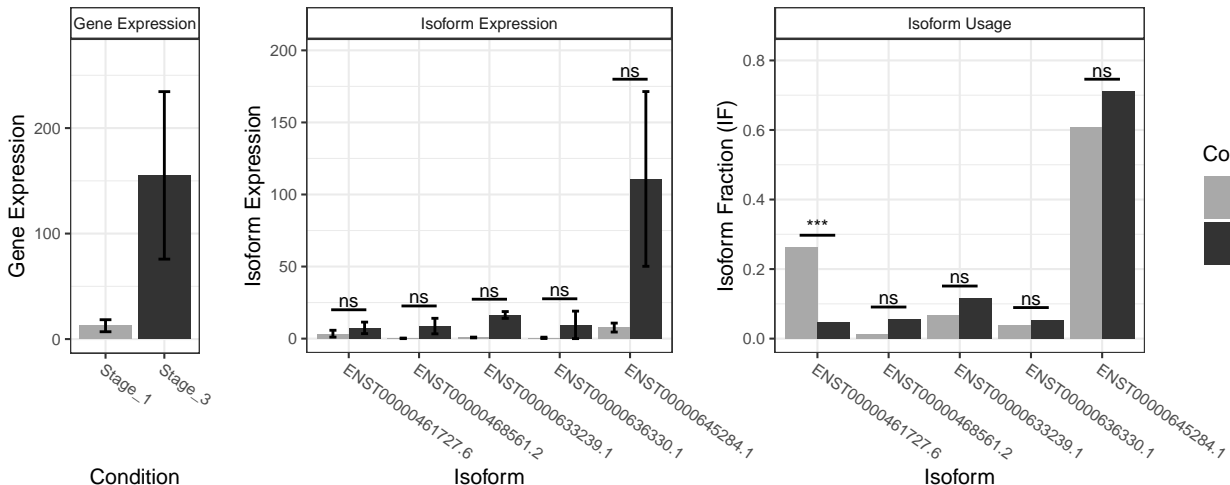 Gene Expression
Gene Expression
200
100
0
Stage_1
Stage_3
Condition
Isoform Expression
Isoform Expression
200
150
100
50
0
ns
ns
ns
ns
ns
ENST00000461727.6
ENST00000468561.2
ENST00000633239.1
ENST00000636330.1
ENST00000645284.1
Isoform
Isoform Usage
Isoform Fraction (IF)
0.8
0.6
0.4
0.2
0.0
***
ns
ns
ns
ns
ENST00000461727.6
ENST00000468561.2
ENST00000633239.1
ENST00000636330.1
ENST00000645284.1
Isoform
Co